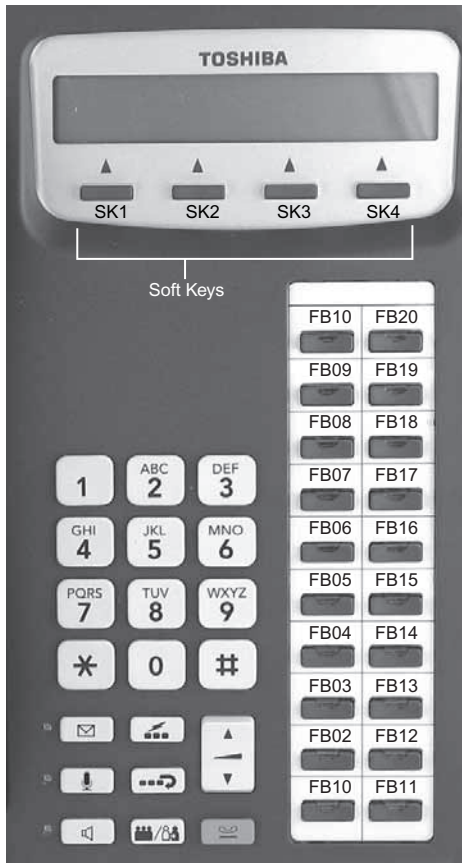 TOSHIBA
SK1 SK2 SK3 SK4
Soft Keys
FB10 FB20
FB09 FB19
FB08 FB18
FB07 FB17
FB06 FB16
FB05 FB15
FB04 FB14
FB03 FB13
FB02 FB12
FB10 FB11
1 ABC 2 DEF 3
GHI 4 JKL 5 MNO 6
PQRS 7 TUV 8 WXYZ 9
* 0 #